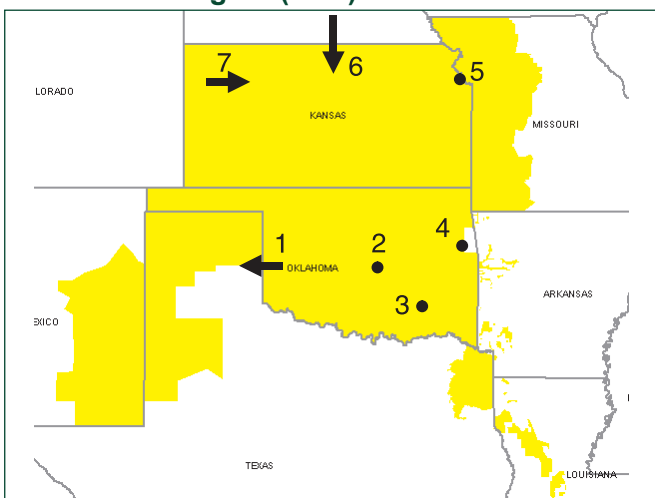 7
6
5
LORADO
KANSAS
MISSOURI
1
2
4
OKLAHOMA
3
ARKANSAS
EXICO
TEXAS
LOUISIANA